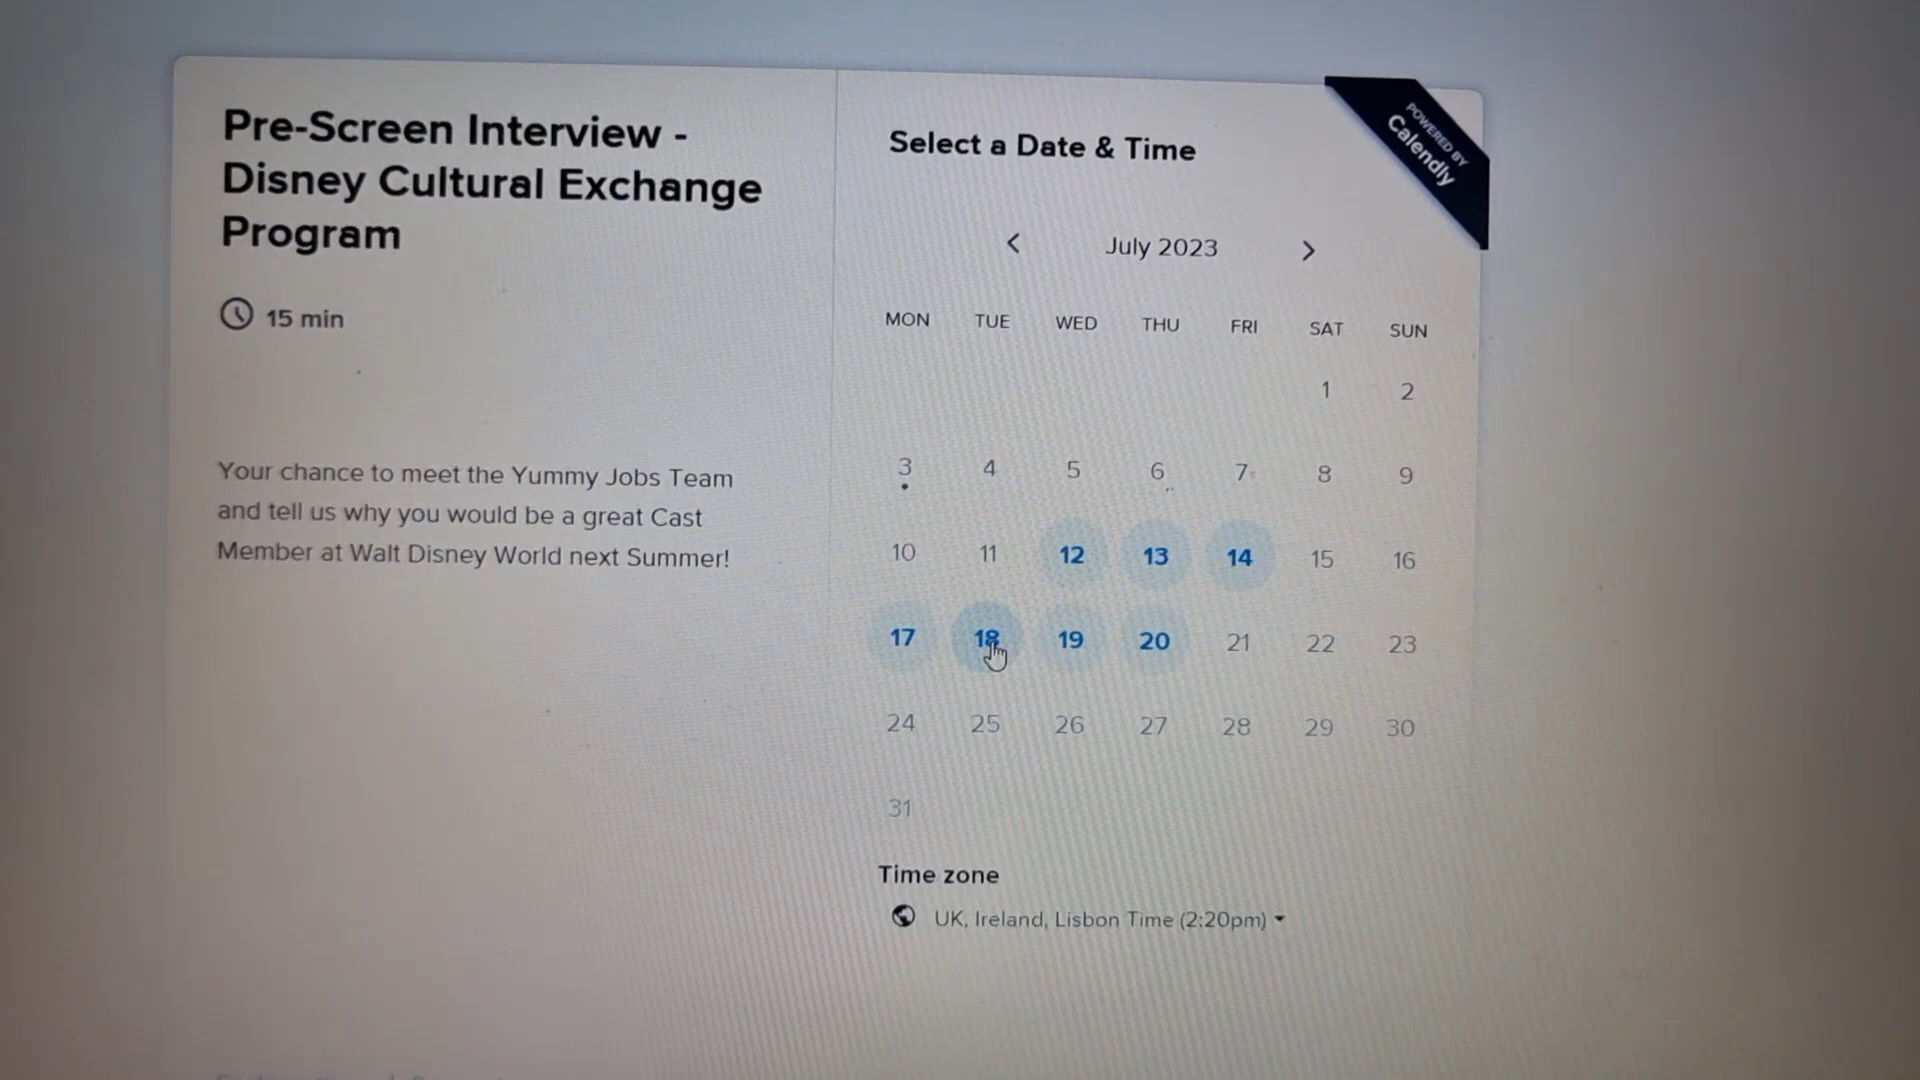 Pre-Screen Interview -
Disney Cultural Exchange
Program
15 min
Your chance to meet the Yummy Jobs Team
and tell us why you would be a great Cast
Member at Walt Disney World next Summer!
POWERED BY
Calendly
Select a Date & Time
July 2023
MON TUE WED THU FRI SAT SUN
1 2
3 4 5 6 7 8 9
10 11 12 13 14 15 16
17 18 19 20 21 22 23
24 25 26 27 28 29 30
31
Time zone
UK, Ireland, Lisbon Time (2:20pm)